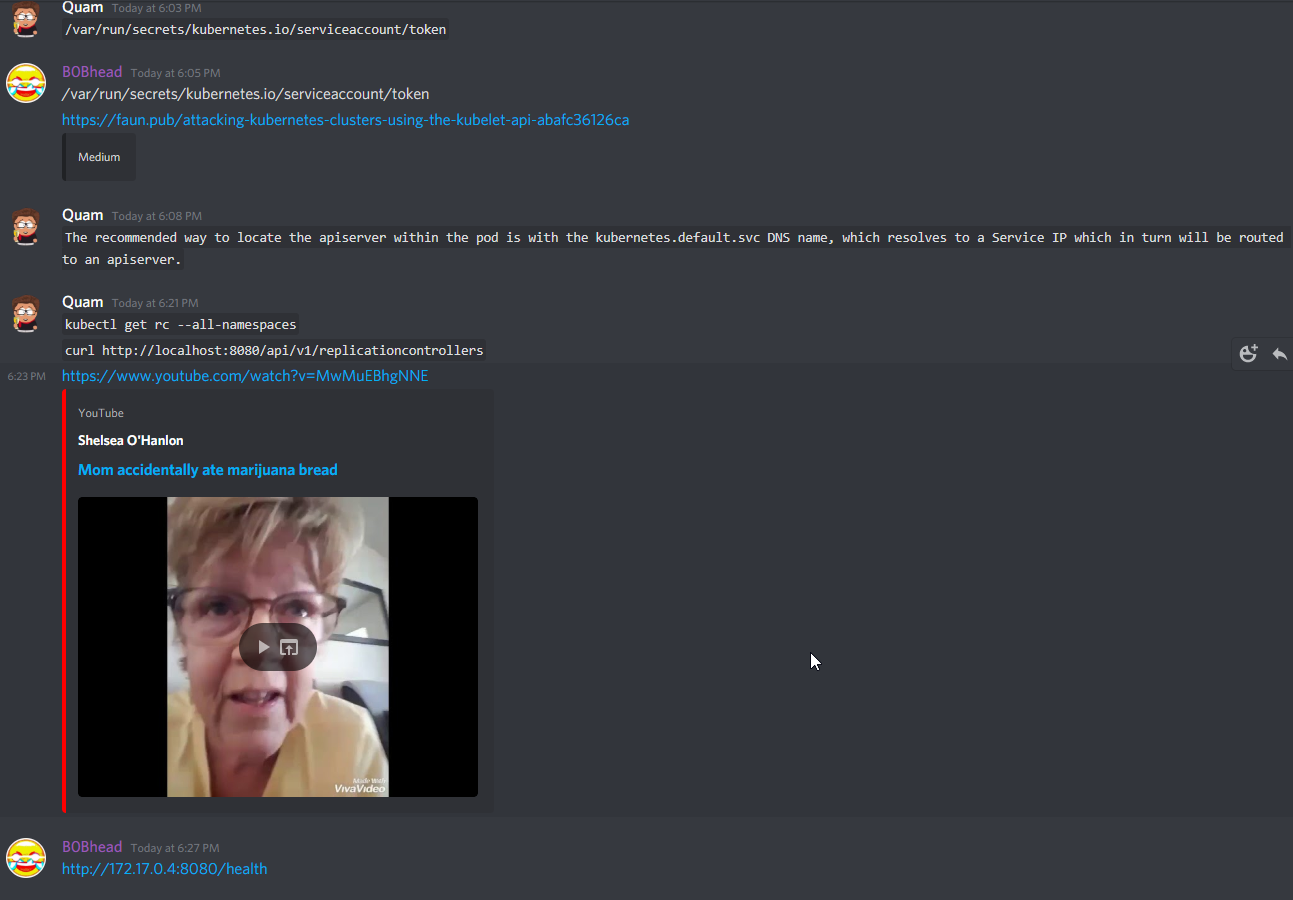 Quam Today at 6:03 PM
/var/run/secrets/kubernetes.io/serviceaccount/token
BOBhead Today at 6:05 PM
/var/run/secrets/kubernetes.io/serviceaccount/token
https://faun.pub/attacking-kubernetes-clusters-using-the-kubelet-api-abafc36126ca
Medium
Quam Today at 6:08 PM
The recommended way to locate the apiserver within the pod is with the kubernetes.default.svc DNS name, which resolves to a Service IP which in turn will be routed
to an apiserver.
Quam Today at 6:21 PM
kubectl get rc --all-namespaces
curl http://localhost:8080/api/v1/replicationcontrollers
6:23 PM https://www.youtube.com/watch?v=MwMuEBhgNNE
YouTube
Shelsea O'Hanlon
Mom accidentally ate marijuana bread
Made With
VivaVideo
BOBhead Today at 6:27 PM
http://172.17.0.4:8080/health